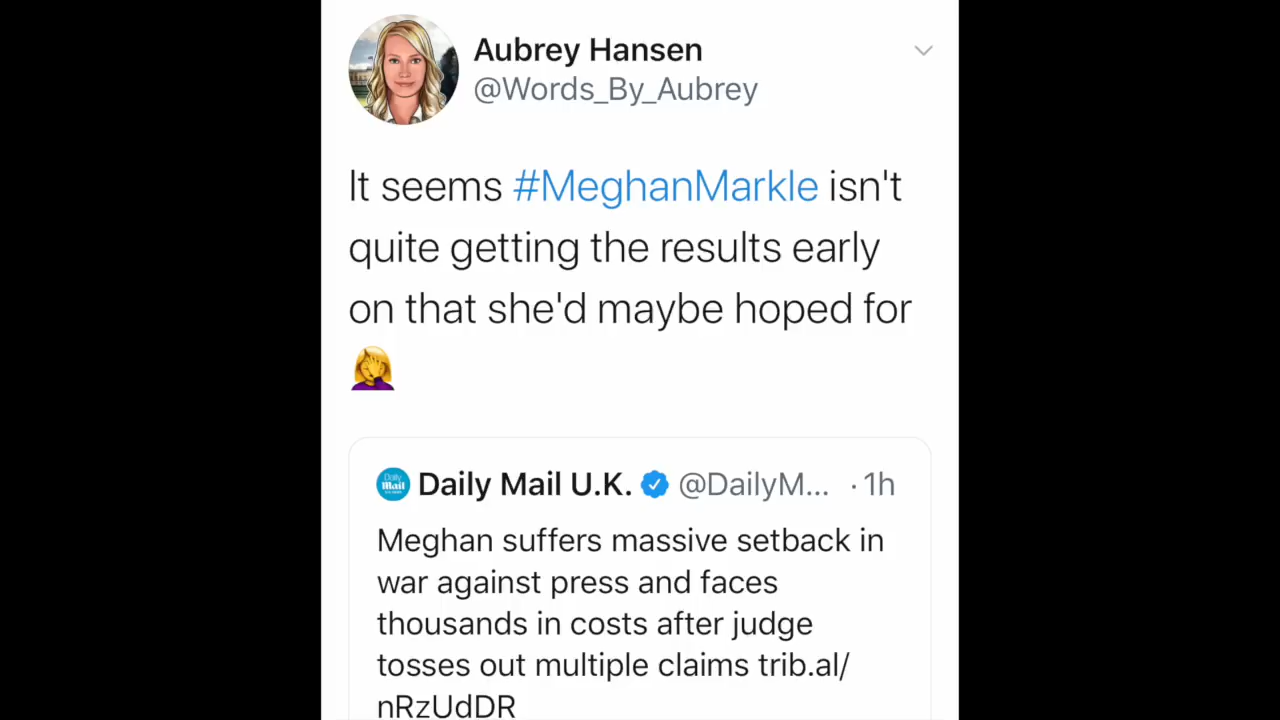 Aubrey Hansen
@Words_By_Aubrey
It seems #MeghanMarkle isn't
quite getting the results early
on that she'd maybe hoped for
Daily Mail U.K. @DailyM... · 1h
Meghan suffers massive setback in
war against press and faces
thousands in costs after judge
tosses out multiple claims trib.al/
nRzUdDR